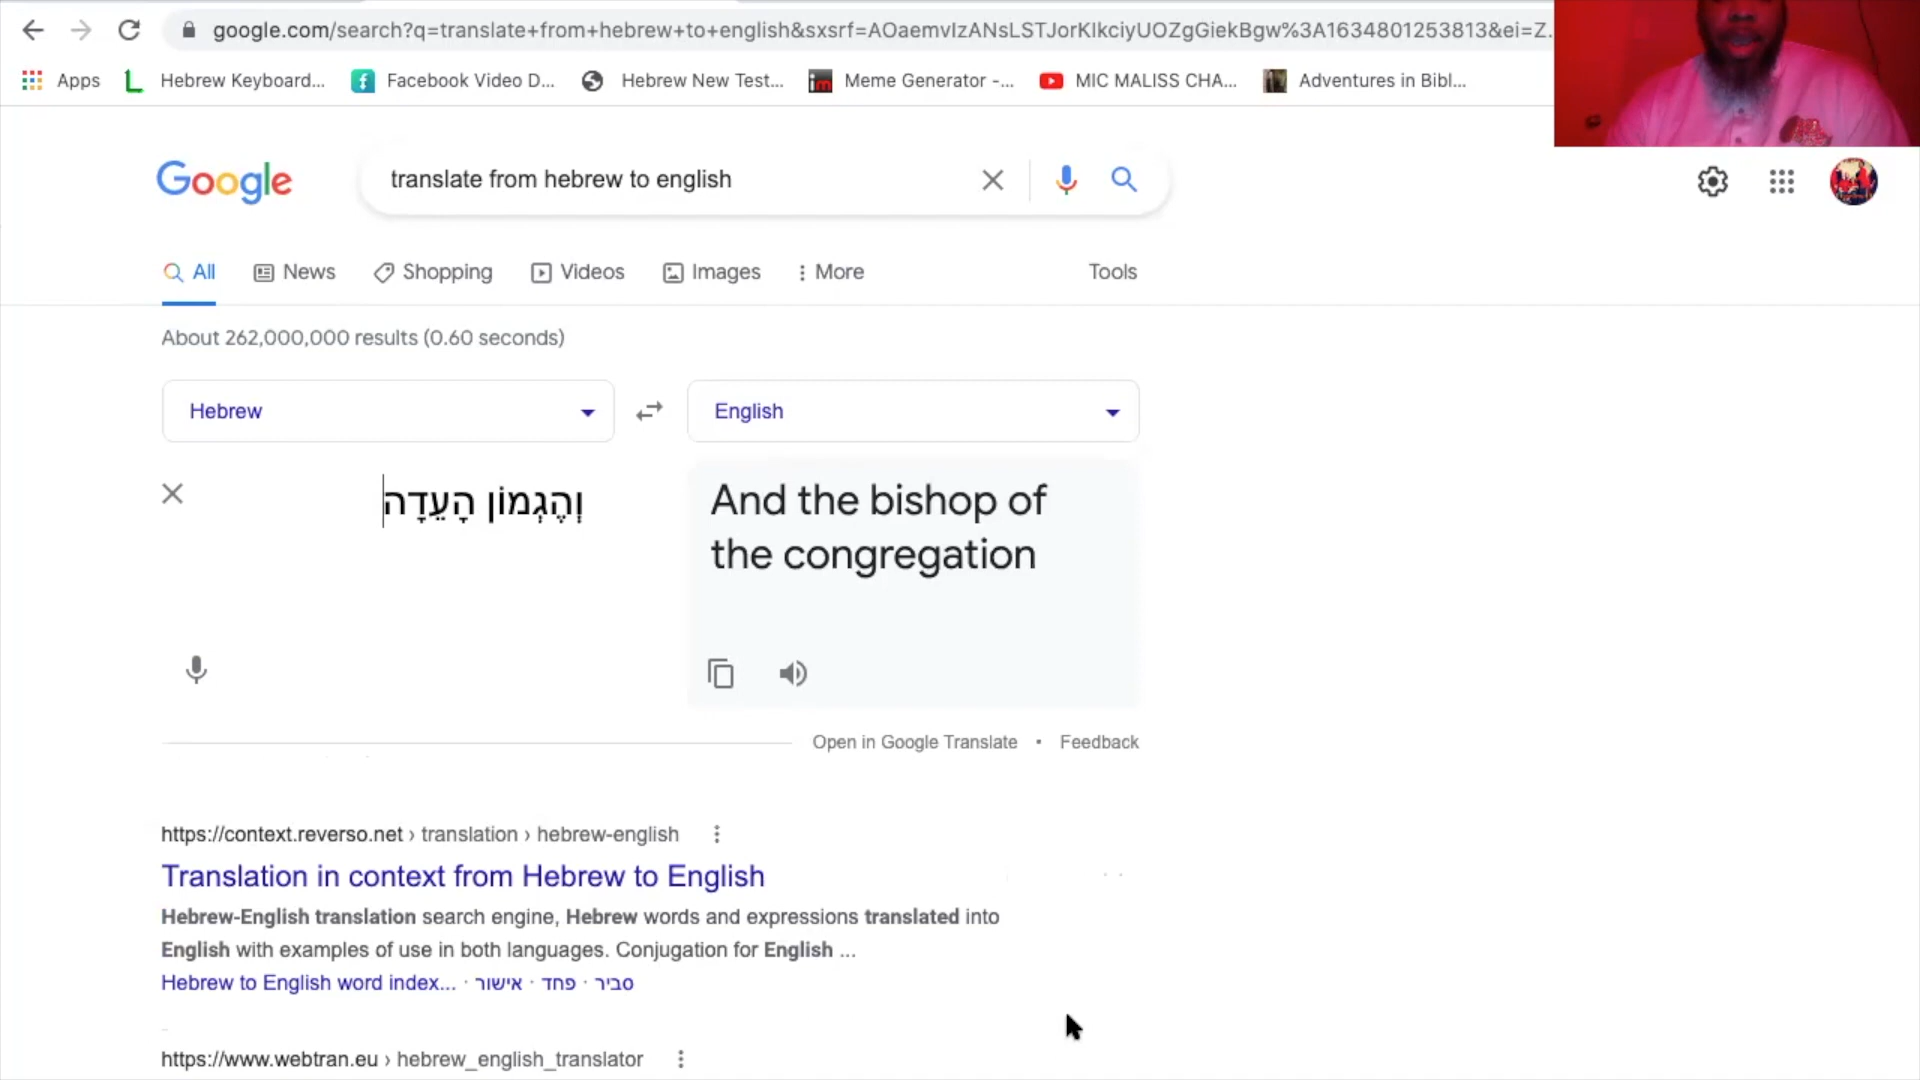 google.com/search?q=translate+from+hebrew+to+english&sxsrf=AOaemvIzANsLSTJorKIkciyUOZgGiekBgw%3A1634801253813&ei=Z...
Apps Hebrew Keyboard... Facebook Video D... Hebrew New Test... Meme Generator -... MIC MALISS CHA... Adventures in Bibl...
Google translate from hebrew to english
All News Shopping Videos Images More Tools
About 262,000,000 results (0.60 seconds)
Hebrew English
וְהֶגְמוֹן הָעֵדָה
And the bishop of
the congregation
Open in Google Translate • Feedback
https://context.reverso.net › translation › hebrew-english
Translation in context from Hebrew to English
Hebrew-English translation search engine, Hebrew words and expressions translated into
English with examples of use in both languages. Conjugation for English ...
Hebrew to English word index... · אישור · פחד · סביר
https://www.webtran.eu › hebrew_english_translator